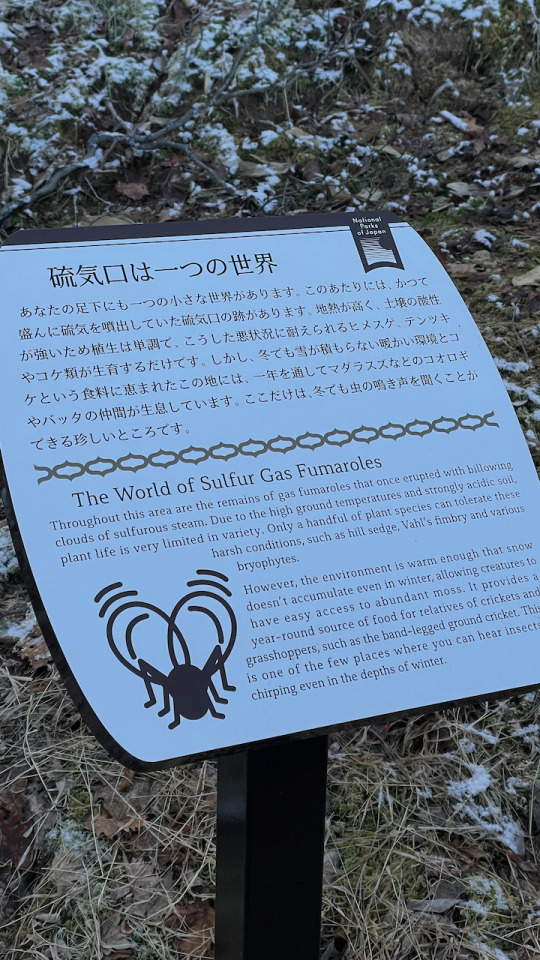 National
Parks
of Japan
硫気口は一つの世界
あなたの足下にも一つの小さな世界があります。このあたりには、かつて
盛んに硫気を噴出していた硫気口の跡があります。地熱が高く、土壌の酸性
が強いため植生は単調で、こうした悪状況に耐えられるヒメスゲ、テンツキ
やコケ類が生育するだけです。しかし、冬でも雪が積もらない暖かい環境とコ
ケという食料に恵まれたこの地には、一年を通してマダラスズなどのコオロギ
やバッタの仲間が生息しています。ここだけは、冬でも虫の鳴き声を聞くことが
できる珍しいところです。
The World of Sulfur Gas Fumaroles
Throughout this area are the remains of gas fumaroles that once erupted with billowing
clouds of sulfurous steam. Due to the high ground temperatures and strongly acidic soil,
plant life is very limited in variety. Only a handful of plant species can tolerate these
harsh conditions, such as hill sedge, Vahl's fimbry and various
bryophytes.
However, the environment is warm enough that snow
doesn't accumulate even in winter, allowing creatures to
have easy access to abundant moss. It provides a
year-round source of food for relatives of crickets and
grasshoppers, such as the band-legged ground cricket. This
is one of the few places where you can hear insects
chirping even in the depths of winter.